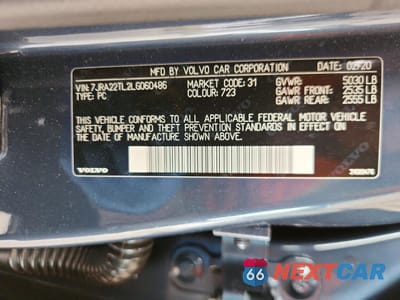 MFD BY VOLVO CAR CORPORATION 02/20
VIN: 7JRA22TL2LG060486 MARKET CODE: 31 GVWR: 5030 LB
TYPE: PC COLOUR: 723 GAWR FRONT: 2535 LB
GAWR REAR: 2555 LB
THIS VEHICLE CONFORMS TO ALL APPLICABLE FEDERAL MOTOR VEHICLE
SAFETY, BUMPER AND THEFT PREVENTION STANDARDS IN EFFECT ON
THE DATE OF MANUFACTURE SHOWN ABOVE.
VOLVO
66 NEXTCAR